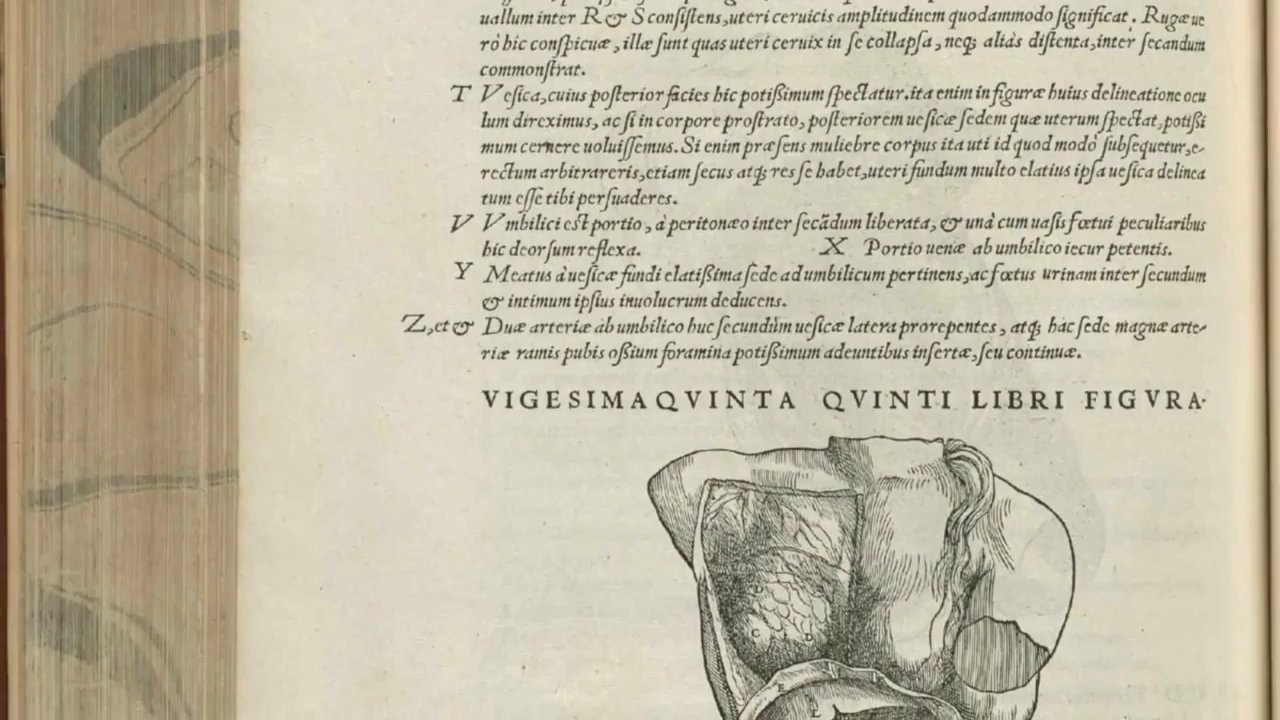 uallum inter R & S conſiſtens, uteri ceruicis amplitudinem quodammodo ſignificat. Rugæ ue
rò hic conſpicuæ, illæ ſunt quas uteri ceruix in ſe collapſa, neq; aliàs diſtenta, inter ſecandum
commonſtrat.
T Veſica, cuius poſterior facies hic potißimum ſpectatur. ita enim in figuræ huius delineatione ocu
lum direximus, ac ſi in corpore proſtrato, poſteriorem ueſicæ ſedem quæ uterum ſpectat, potißi
mum cernere uoluiſſemus. Si enim præſens muliebre corpus ita uti id quod modò ſubſequetur, e-
rectum arbitrareris, etiam ſecus atq; res ſe habet, uteri fundum multo elatius ipſa ueſica delinea
tum eſſe tibi perſuaderes.
V Vmbilici eſt portio, à peritonæo inter ſecãdum liberata, & unà cum uaſis fœtui peculiaribus
hic deorſum reflexa. X Portio uenæ ab umbilico iecur petentis.
Y Meatus à ueſicæ fundi elatißima ſede ad umbilicum pertinens, ac fœtus urinam inter ſecundum
& intimum ipſius inuolucrum deducens.
Z, et & Duæ arteriæ ab umbilico huc ſecundùm ueſicæ latera prorepentes, atq; hac ſede magnæ arte-
riæ ramis pubis oßium foramina potißimum adeuntibus inſertæ, ſeu continuæ.
VIGESIMAQVINTA QVINTI LIBRI FIGVRA.
E
L